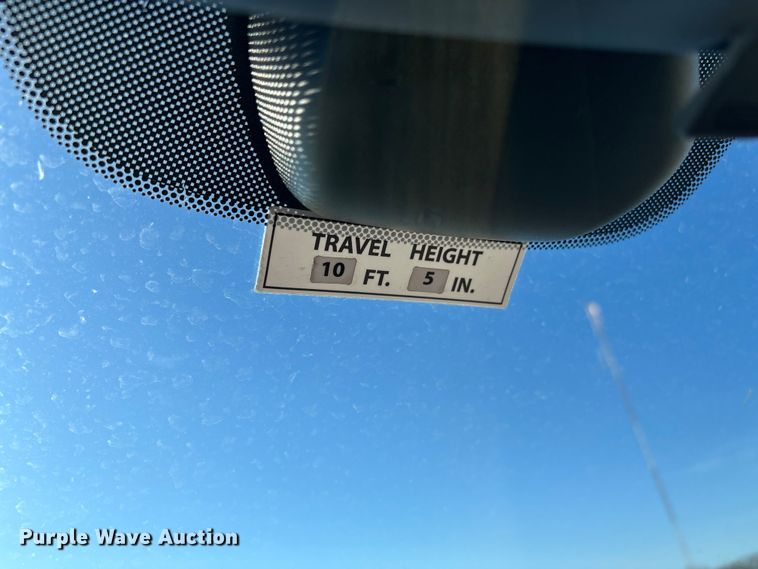 TRAVEL HEIGHT
10 FT. 5 IN.
Purple Wave Auction